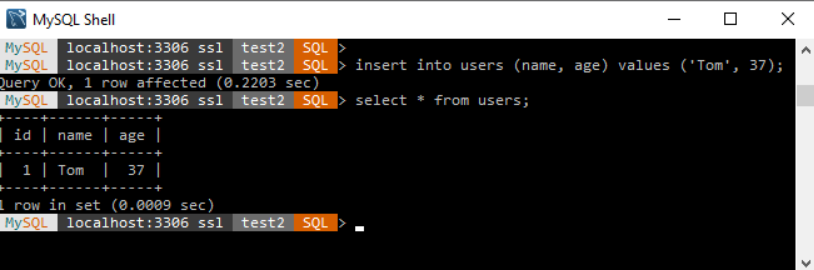 MySQL Shell
MySQL localhost:3306 ssl test2 SQL >
MySQL localhost:3306 ssl test2 SQL > insert into users (name, age) values ('Tom', 37);
Query OK, 1 row affected (0.2203 sec)
MySQL localhost:3306 ssl test2 SQL > select * from users;
+----+------+-----+
| id | name | age |
+----+------+-----+
| 1 | Tom | 37 |
+----+------+-----+
1 row in set (0.0009 sec)
MySQL localhost:3306 ssl test2 SQL >